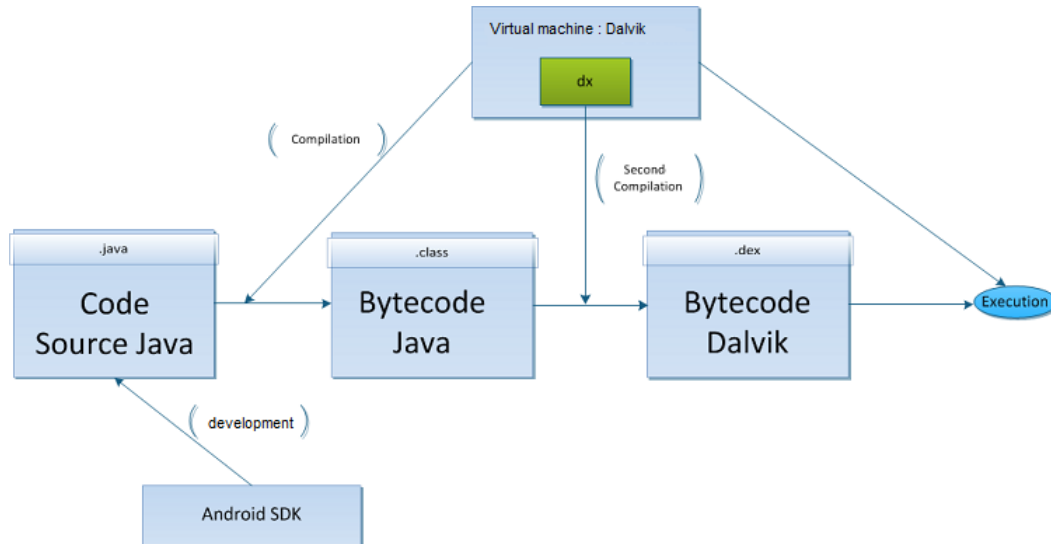 Virtual machine : Dalvik
dx
Compilation
Second
Compilation
.java
Code
Source Java
.class
Bytecode
Java
.dex
Bytecode
Dalvik
Execution
development
Android SDK